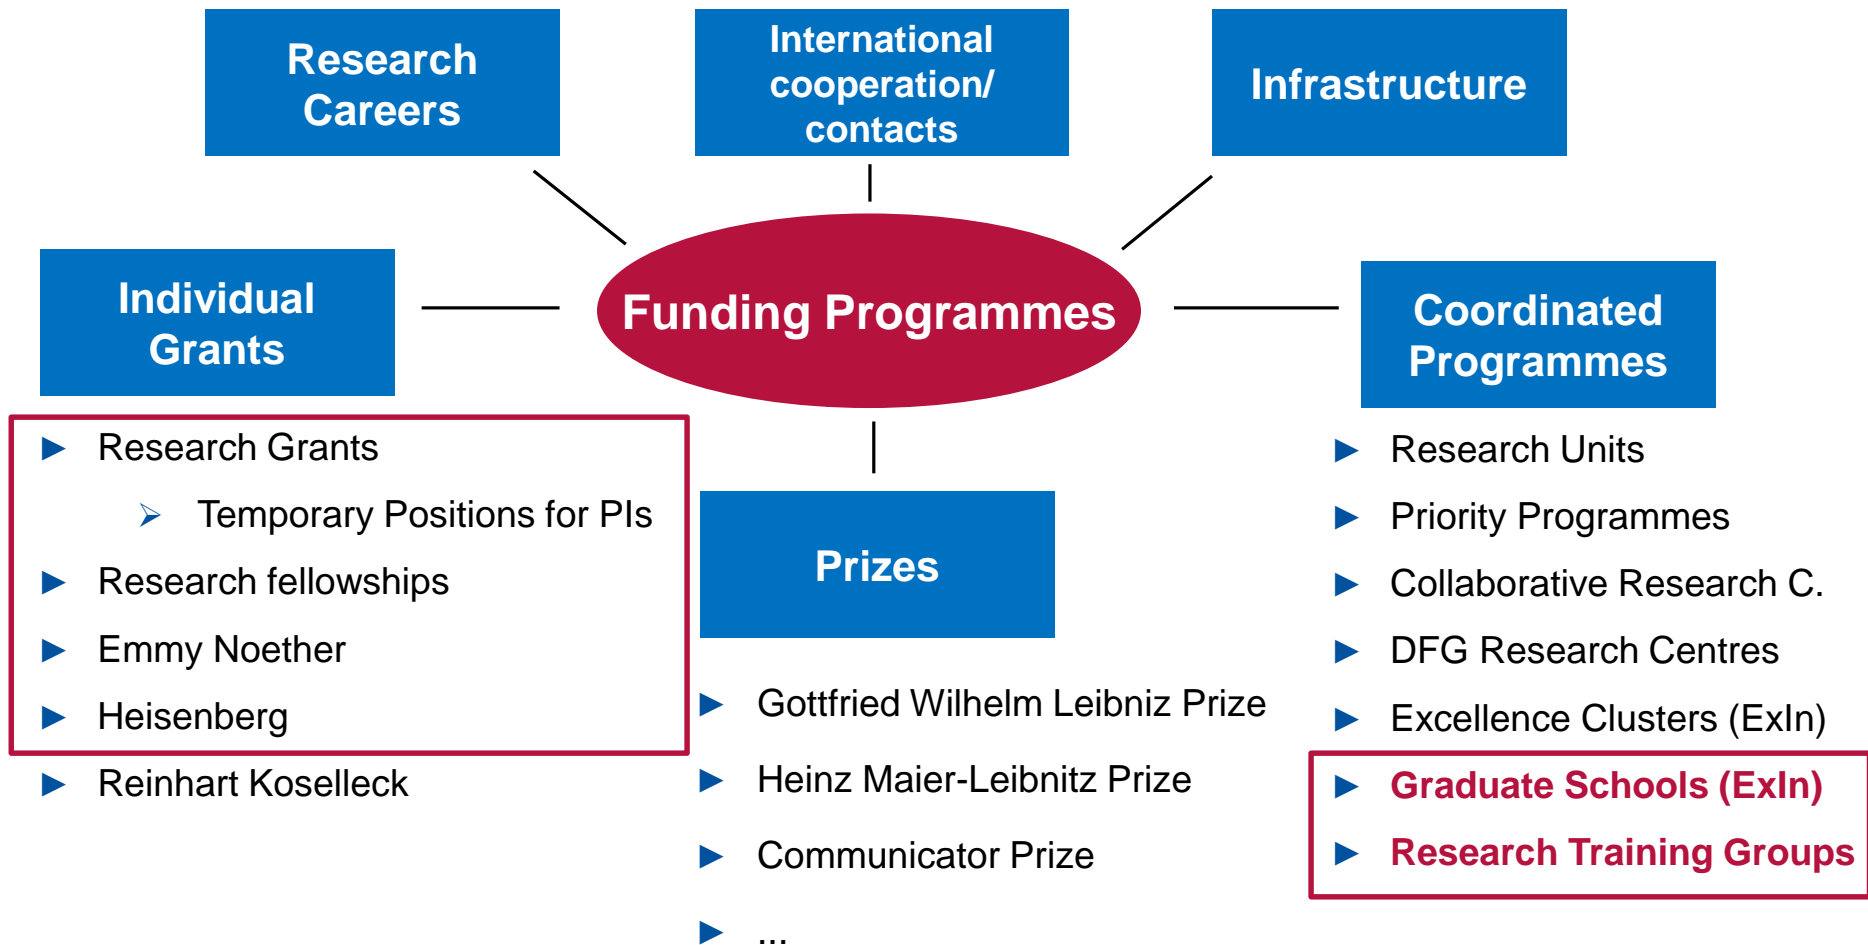 Research
Careers
International
cooperation/
contacts
Infrastructure
Individual
Grants
Funding Programmes
Coordinated
Programmes
► Research Grants
➢ Temporary Positions for PIs
► Research fellowships
► Emmy Noether
► Heisenberg
► Reinhart Koselleck
Prizes
► Gottfried Wilhelm Leibniz Prize
► Heinz Maier-Leibnitz Prize
► Communicator Prize
► ...
► Research Units
► Priority Programmes
► Collaborative Research C.
► DFG Research Centres
► Excellence Clusters (ExIn)
► Graduate Schools (ExIn)
► Research Training Groups